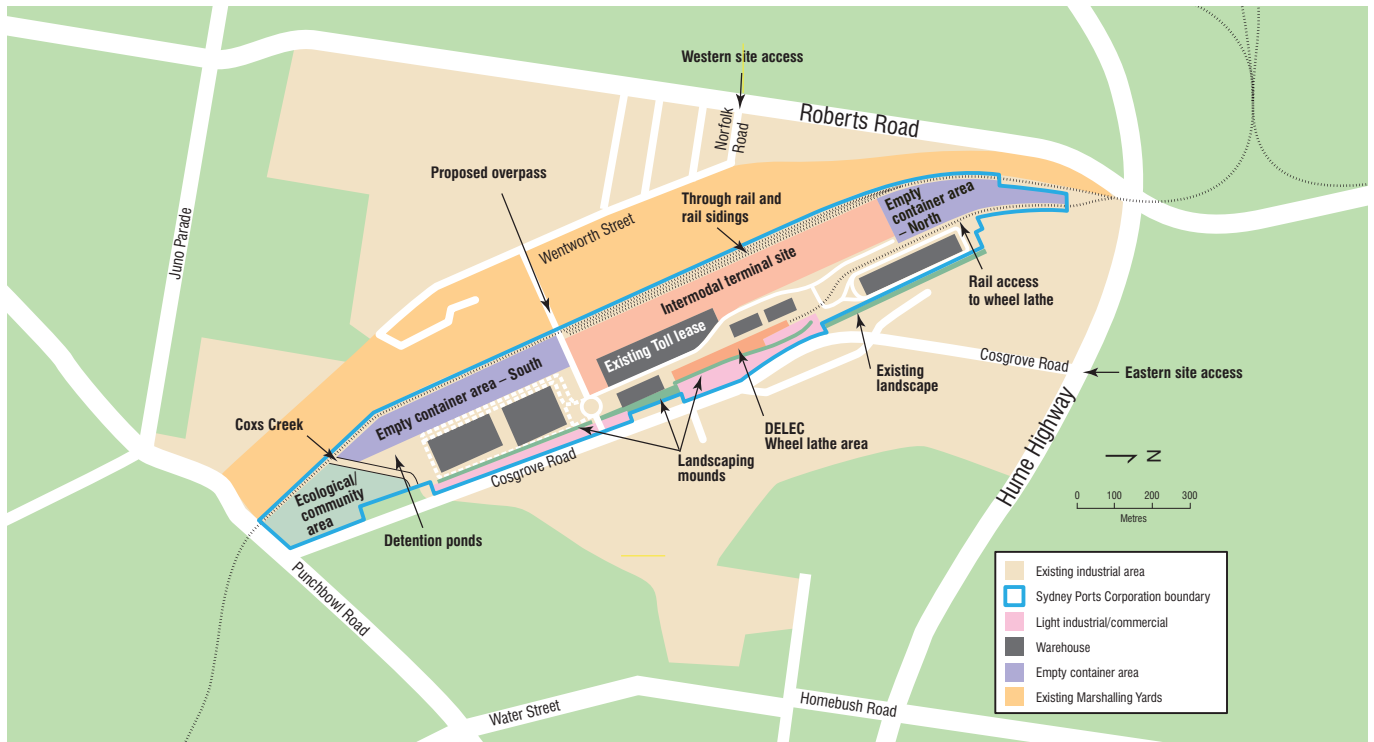 Western site access
Roberts Road
Norfolk
Road
Proposed overpass
Through rail and
rail sidings
Empty
container area
– North
Juno Parade
Wentworth Street
Intermodal terminal site
Rail access
to wheel lathe
Existing Toll lease
Cosgrove Road
Eastern site access
Existing
landscape
Empty container area – South
Coxs Creek
DELEC
Wheel lathe area
Landscaping
mounds
Cosgrove Road
Hume Highway
N
0 100 200 300
Metres
Ecological/
community
area
Detention ponds
Punchbowl Road
Existing industrial area
Sydney Ports Corporation boundary
Light industrial/commercial
Warehouse
Empty container area
Existing Marshalling Yards
Water Street
Homebush Road